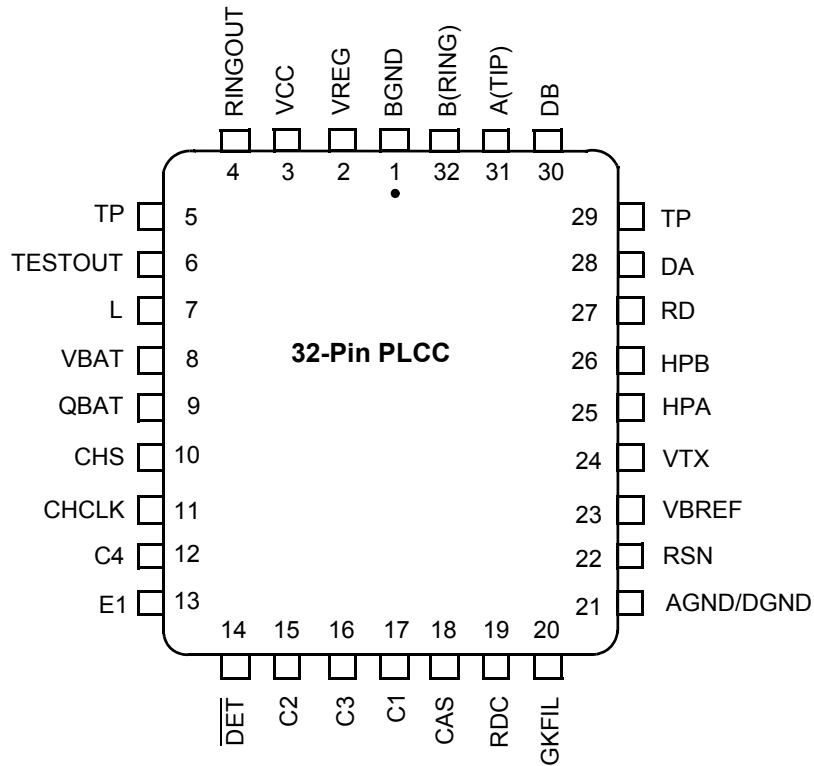 RINGOUT VCC VREG BGND B(RING) A(TIP) DB
4 3 2 1 32 31 30
TP 5 29 TP
TESTOUT 6 28 DA
L 7 27 RD
32-Pin PLCC
VBAT 8 26 HPB
QBAT 9 25 HPA
CHS 10 24 VTX
CHCLK 11 23 VBREF
C4 12 22 RSN
E1 13 21 AGND/DGND
14 15 16 17 18 19 20
D̅E̅T̅ C2 C3 C1 CAS RDC GKFIL